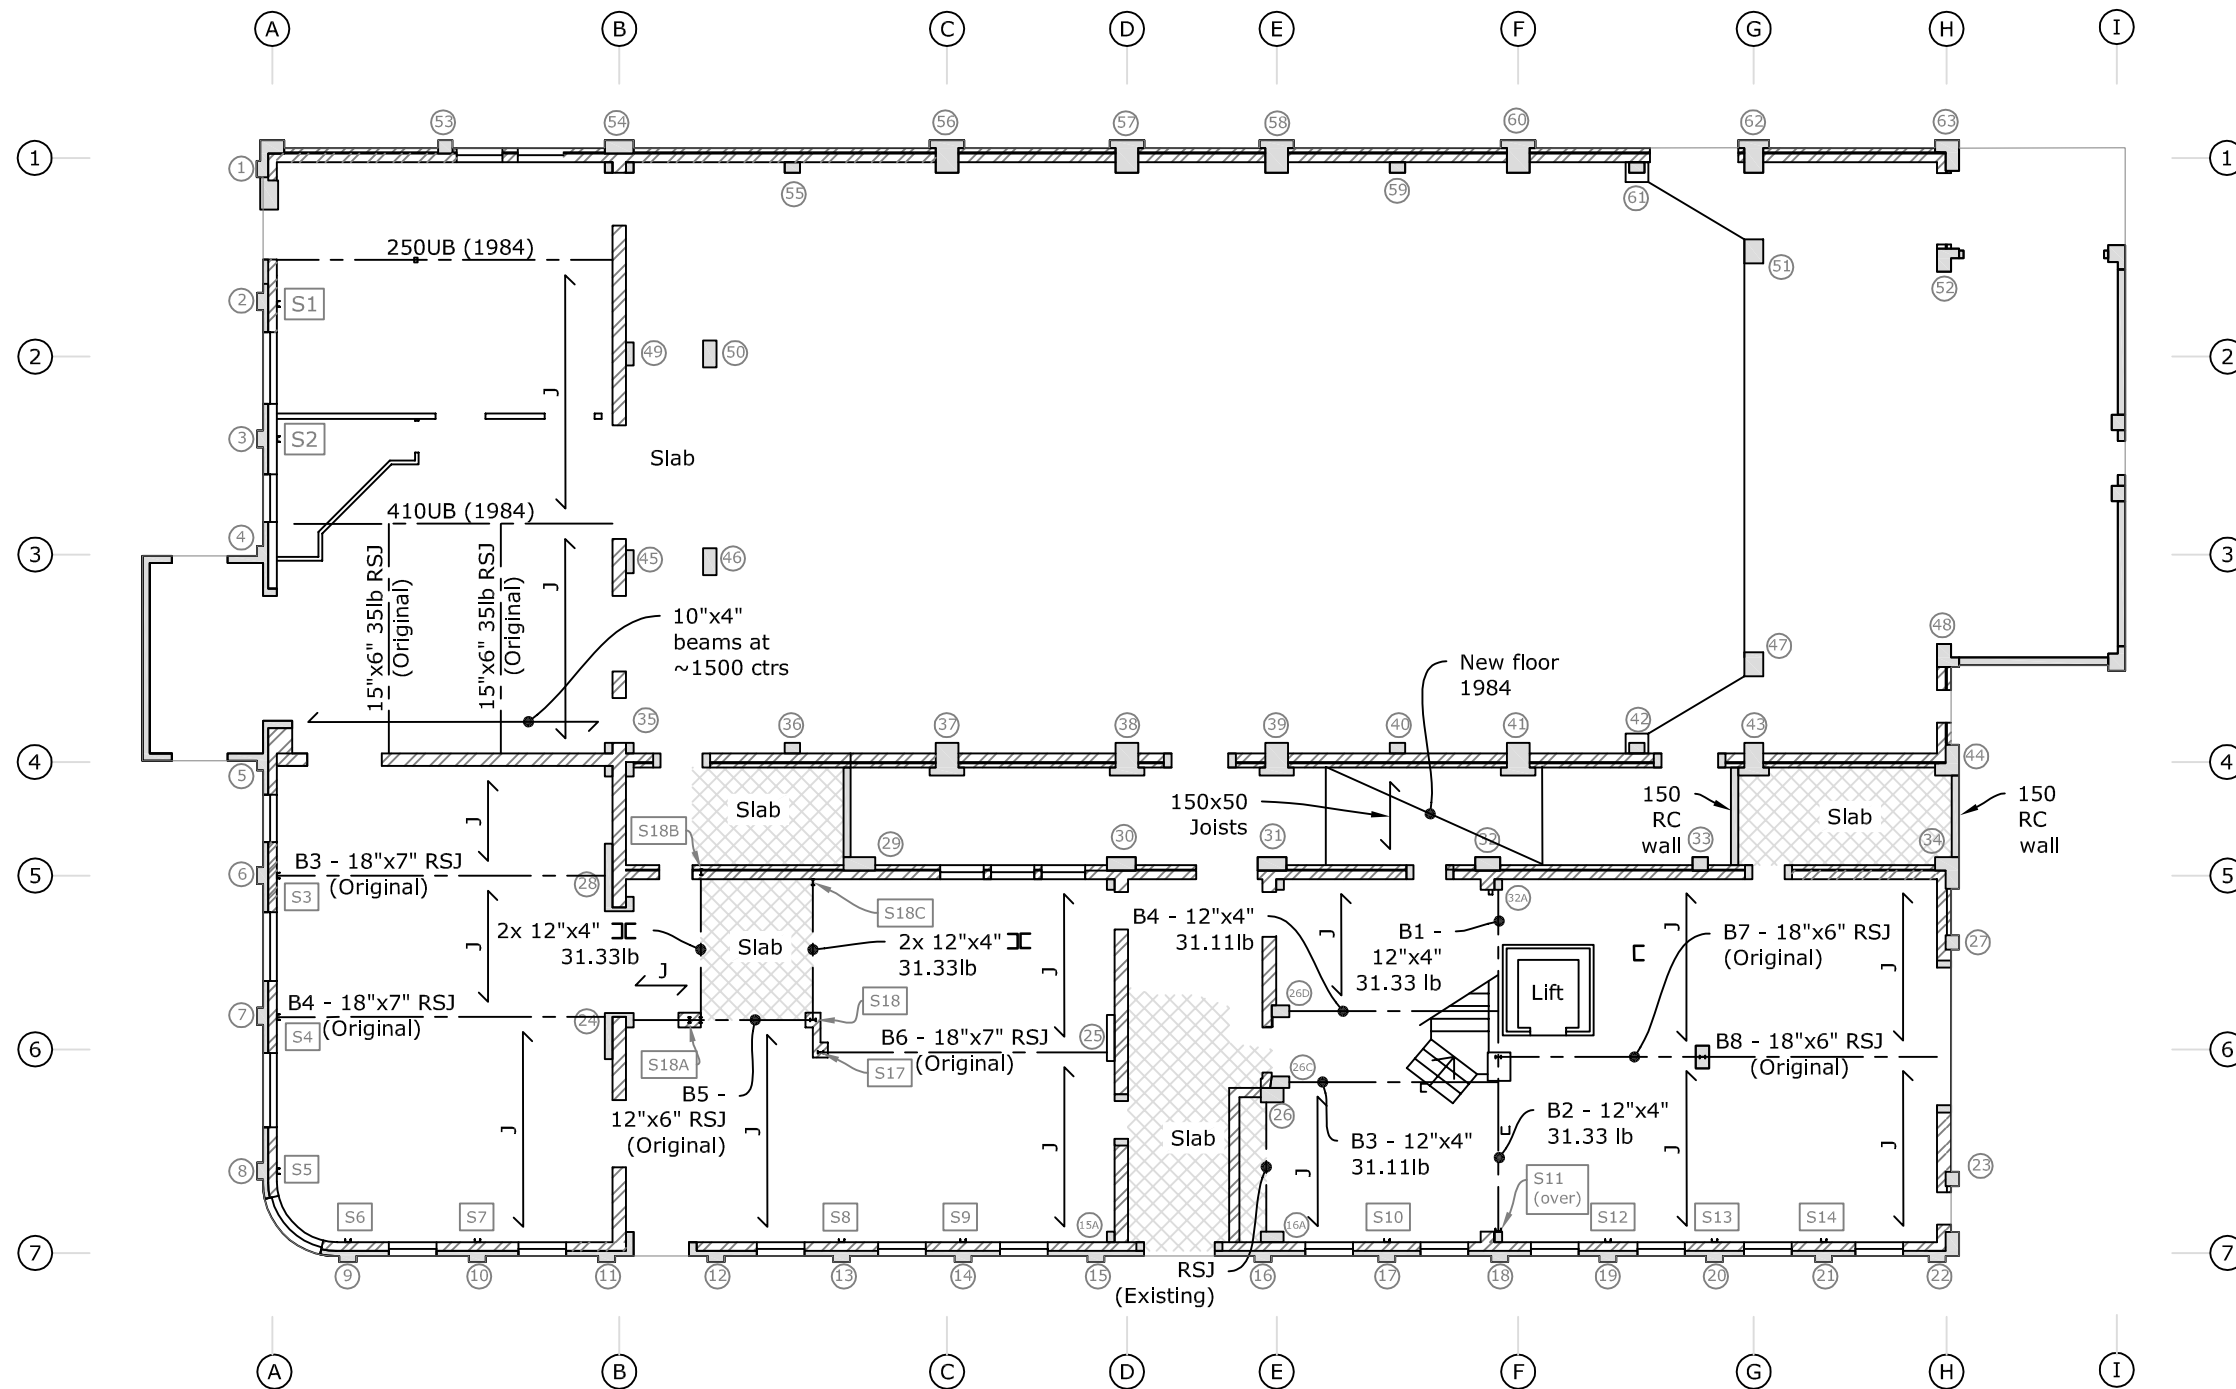 A
B
C
D
E
F
G
H
I
53
54
56
57
58
60
62
63
1
1
1
55
59
61
250UB (1984)
51
52
2
S1
J
2
49
50
2
3
S2
Slab
410UB (1984)
4
3
45
46
3
15"x6" 35lb RSJ
(Original)
15"x6" 35lb RSJ
(Original)
J
10"x4"
beams at
~1500 ctrs
New floor
1984
48
47
35
36
37
38
39
40
41
42
43
4
5
44
4
Slab
150x50
Joists
150
RC
wall
Slab
150
RC
wall
J
S18B
29
30
31
32
33
34
5
6
B3 - 18"x7" RSJ
(Original)
28
5
S3
S18C
32A
2x 12"x4"
31.33lb
Slab
2x 12"x4"
31.33lb
B4 - 12"x4"
31.11lb
B1 -
12"x4"
31.33 lb
B7 - 18"x6" RSJ
(Original)
27
J
J
J
J
J
J
Lift
7
B4 - 18"x7" RSJ
(Original)
24
S4
S18
26D
6
S18A
B6 - 18"x7" RSJ
(Original)
25
S17
26C
B8 - 18"x6" RSJ
(Original)
6
B5 -
12"x6" RSJ
(Original)
26
B2 - 12"x4"
31.33 lb
J
J
J
Slab
B3 - 12"x4"
31.11lb
J
J
J
8
S5
S11
(over)
23
S6
S7
S8
S9
15A
16A
S10
S12
S13
S14
7
7
9
10
11
12
13
14
15
RSJ
(Existing)
16
17
18
19
20
21
22
A
B
C
D
E
F
G
H
I